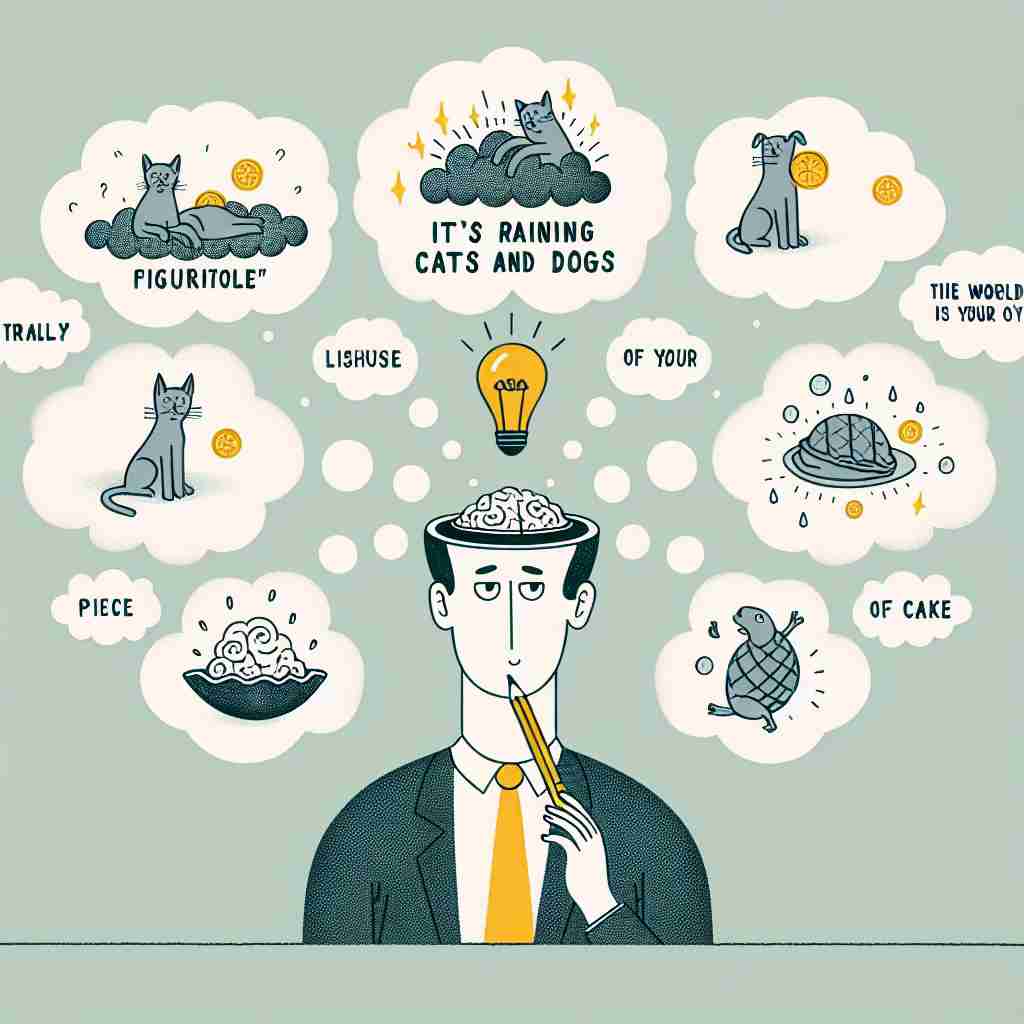 PIGURITOLE"
IT'S RAINING
CATS AND DOGS
THE WORLD
IS YOUR OY
TRALLY
LISHUSE
OF YOUR
PIECE
OF CAKE